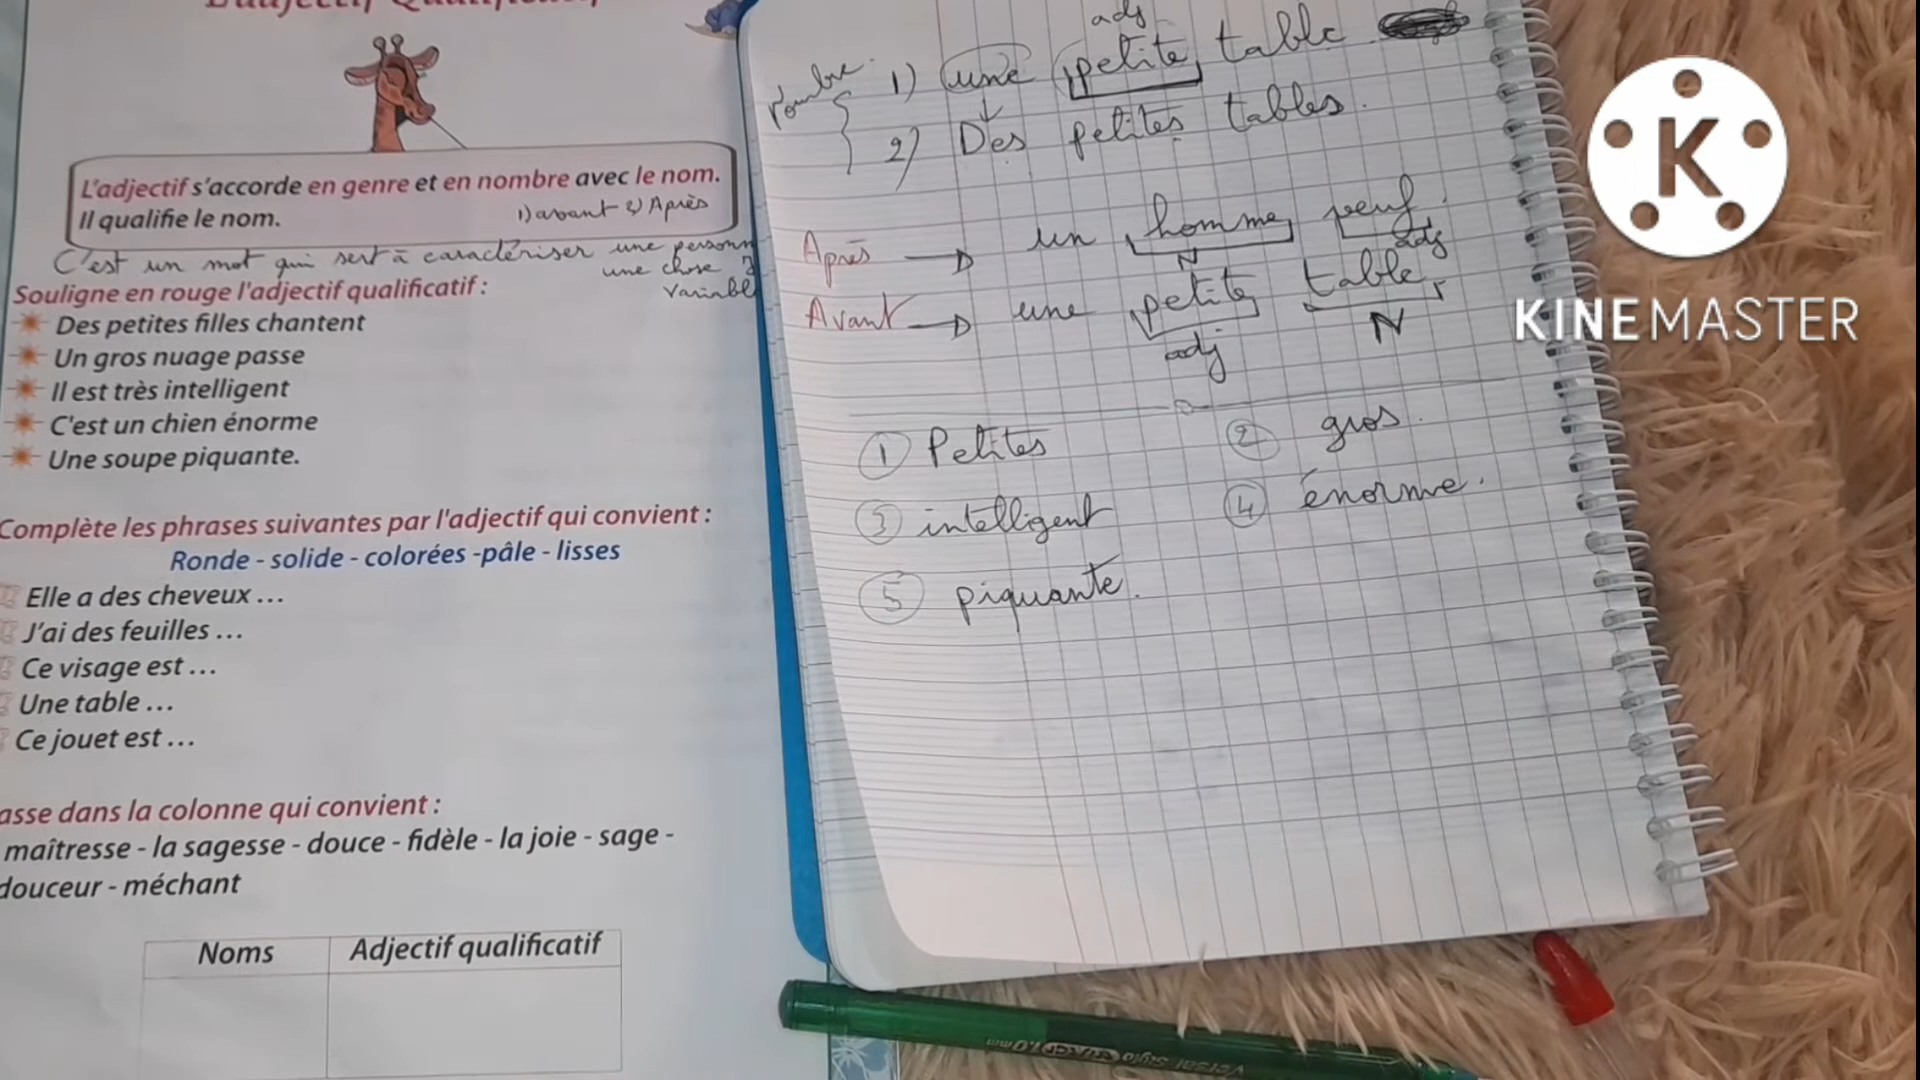 L'adjectif Qualificatif
L'adjectif s'accorde en genre et en nombre avec le nom.
Il qualifie le nom.
1) avant 2) Après
C'est un mot qui sert à caractériser une personn
une chose
variabl
Souligne en rouge l'adjectif qualificatif :
Des petites filles chantent
Un gros nuage passe
Il est très intelligent
C'est un chien énorme
Une soupe piquante.
Complète les phrases suivantes par l'adjectif qui convient :
Ronde - solide - colorées -pâle - lisses
Elle a des cheveux ...
J'ai des feuilles ...
Ce visage est ...
Une table ...
Ce jouet est ...
asse dans la colonne qui convient :
maîtresse - la sagesse - douce - fidèle - la joie - sage -
douceur - méchant
Noms
Adjectif qualificatif
adj
nombre
1) une petite table
2) Des petites tables.
Après un homme
N
adj
Avant une petite table
adj
N
1 Petites
2 gros.
3 intelligent
4 énorme.
5 piquante.
K
KINEMASTER